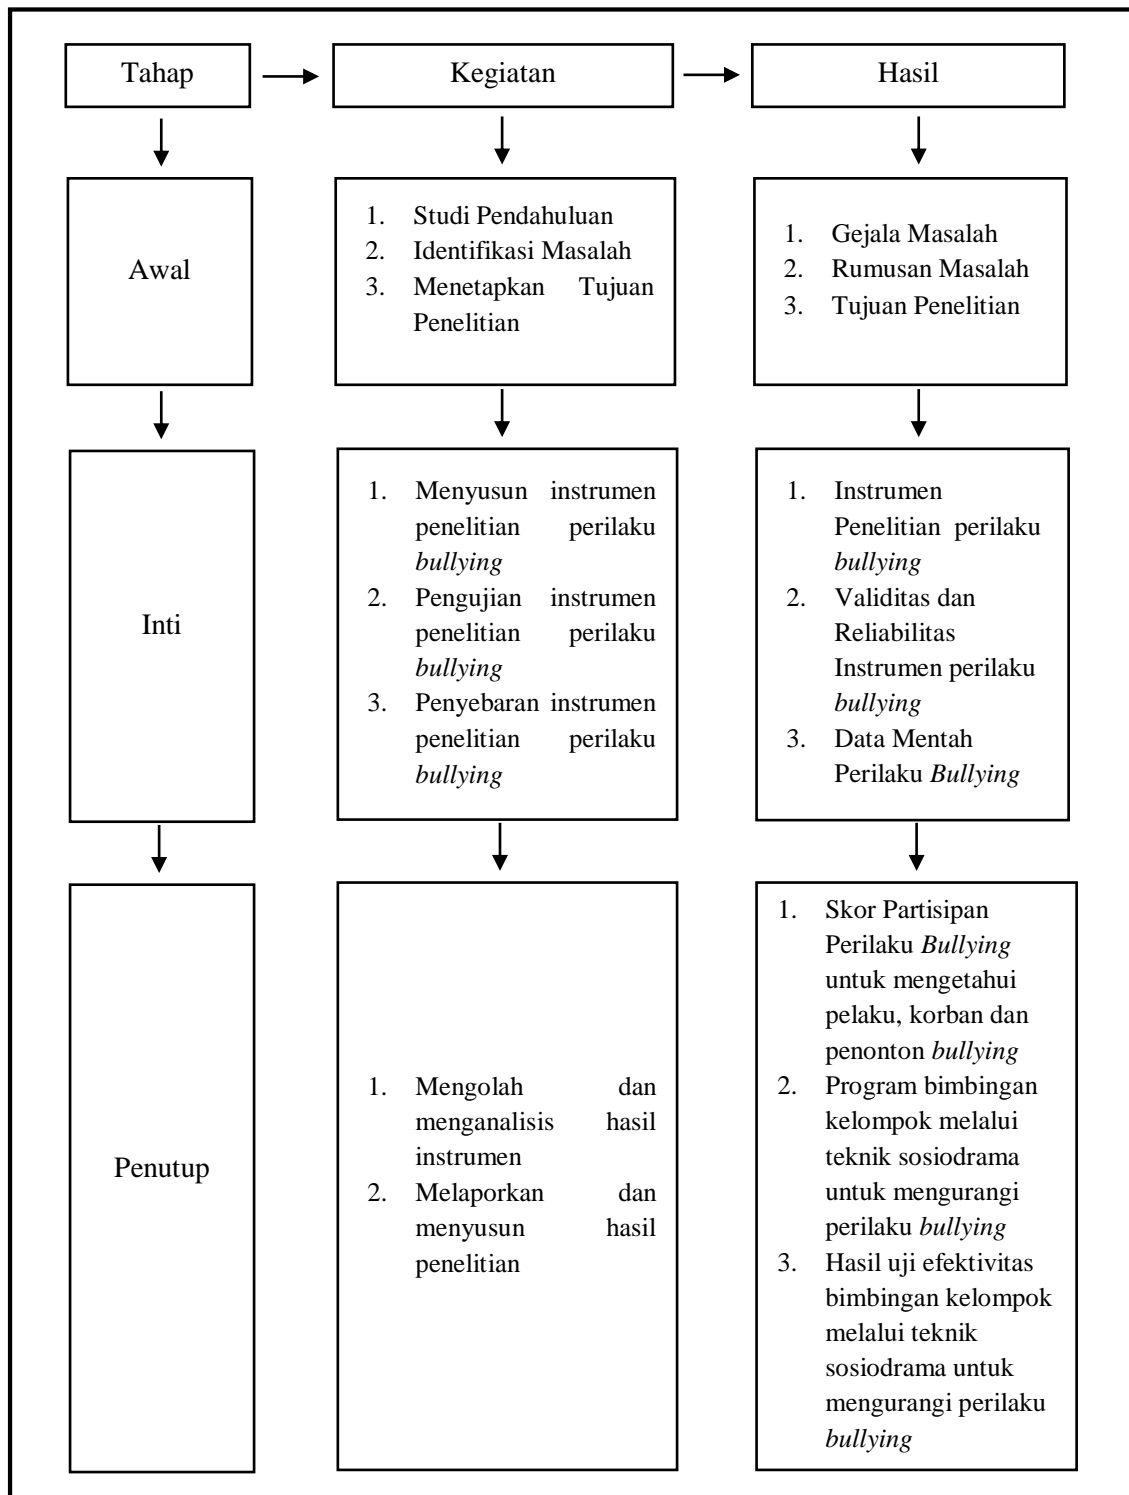 Tahap
Kegiatan
Hasil
Awal
1. Studi Pendahuluan
2. Identifikasi Masalah
3. Menetapkan Tujuan
Penelitian
1. Gejala Masalah
2. Rumusan Masalah
3. Tujuan Penelitian
Inti
1. Menyusun instrumen
penelitian perilaku
bullying
2. Pengujian instrumen
penelitian perilaku
bullying
3. Penyebaran instrumen
penelitian perilaku
bullying
1. Instrumen
Penelitian perilaku
bullying
2. Validitas dan
Reliabilitas
Instrumen perilaku
bullying
3. Data Mentah
Perilaku Bullying
Penutup
1. Mengolah dan
menganalisis hasil
instrumen
2. Melaporkan dan
menyusun hasil
penelitian
1. Skor Partisipan
Perilaku Bullying
untuk mengetahui
pelaku, korban dan
penonton bullying
2. Program bimbingan
kelompok melalui
teknik sosiodrama
untuk mengurangi
perilaku bullying
3. Hasil uji efektivitas
bimbingan kelompok
melalui teknik
sosiodrama untuk
mengurangi perilaku
bullying